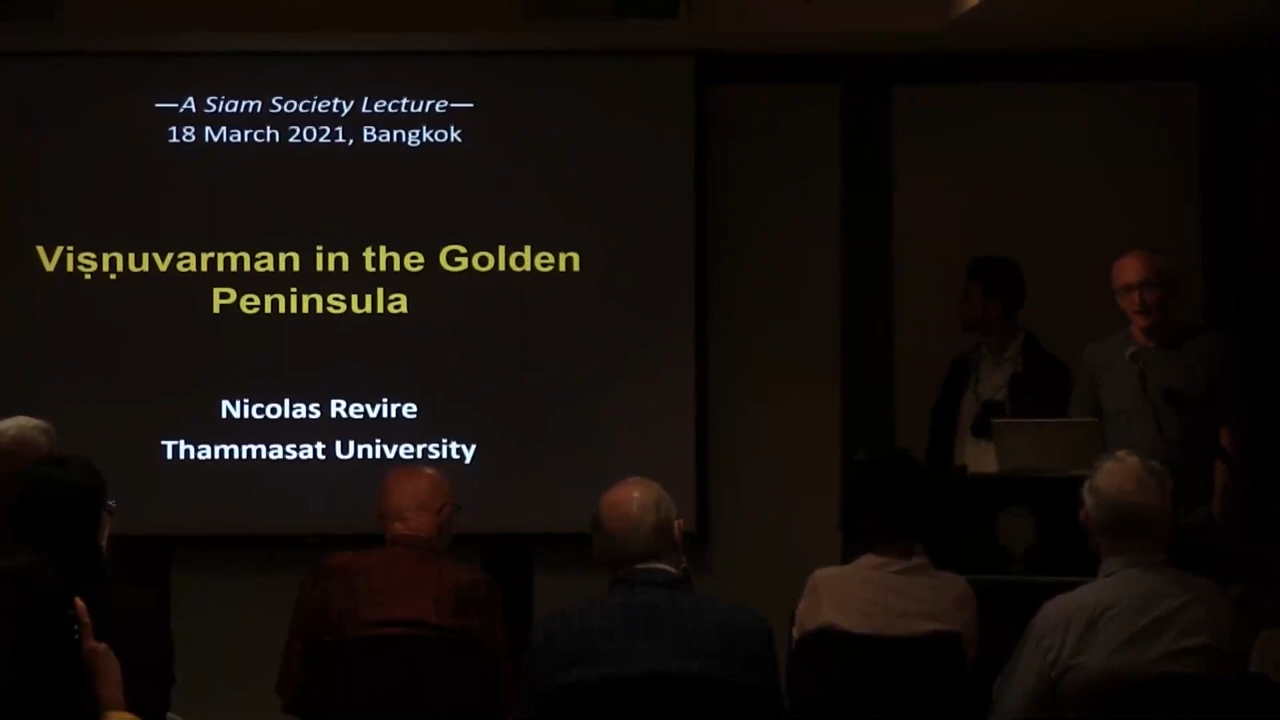 —A Siam Society Lecture—
18 March 2021, Bangkok
Viṣṇuvarman in the Golden
Peninsula
Nicolas Revire
Thammasat University